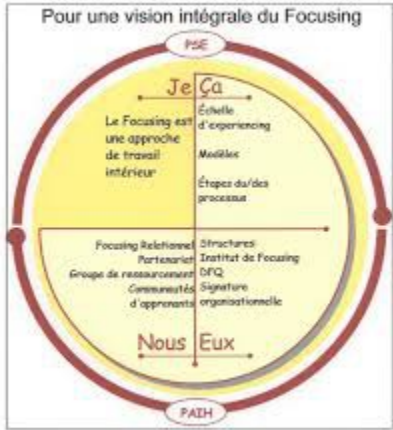 Pour une vision intégrale du Focusing
PSE
Je
Ça
Le Focusing est
une approche
de travail
intérieur
Échelle
d'experiencing
Modèles
Étapes du/des
processus
Focusing Relationnel
Partenariat
Groupe de ressourcement
Communautés
d'apprenants
Structures
Institut de Focusing
DFQ
Signature
organisationnelle
Nous
Eux
PAIH